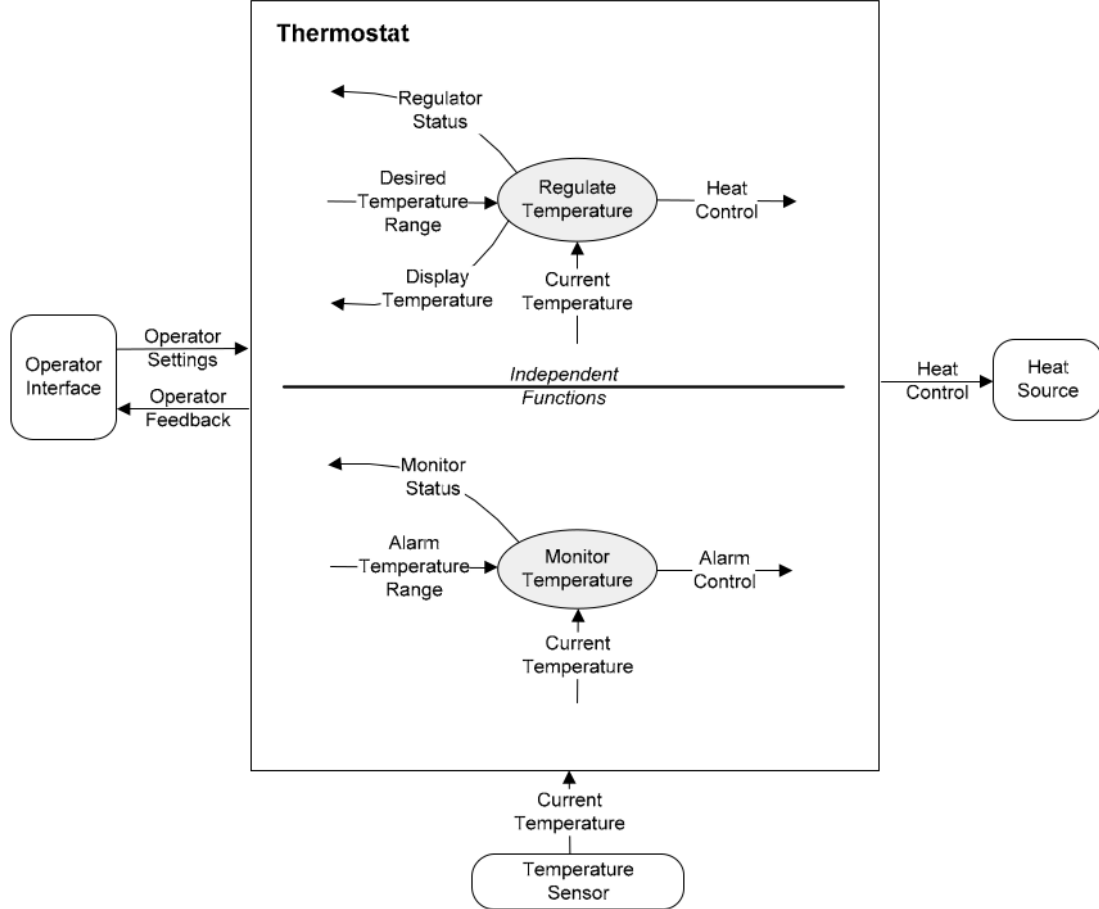 Thermostat
Regulator
Status
Desired
Temperature
Range
Regulate
Temperature
Heat
Control
Display
Temperature
Current
Temperature
Operator
Interface
Operator
Settings
Operator
Feedback
Independent
Functions
Heat
Control
Heat
Source
Monitor
Status
Alarm
Temperature
Range
Monitor
Temperature
Alarm
Control
Current
Temperature
Current
Temperature
Temperature
Sensor